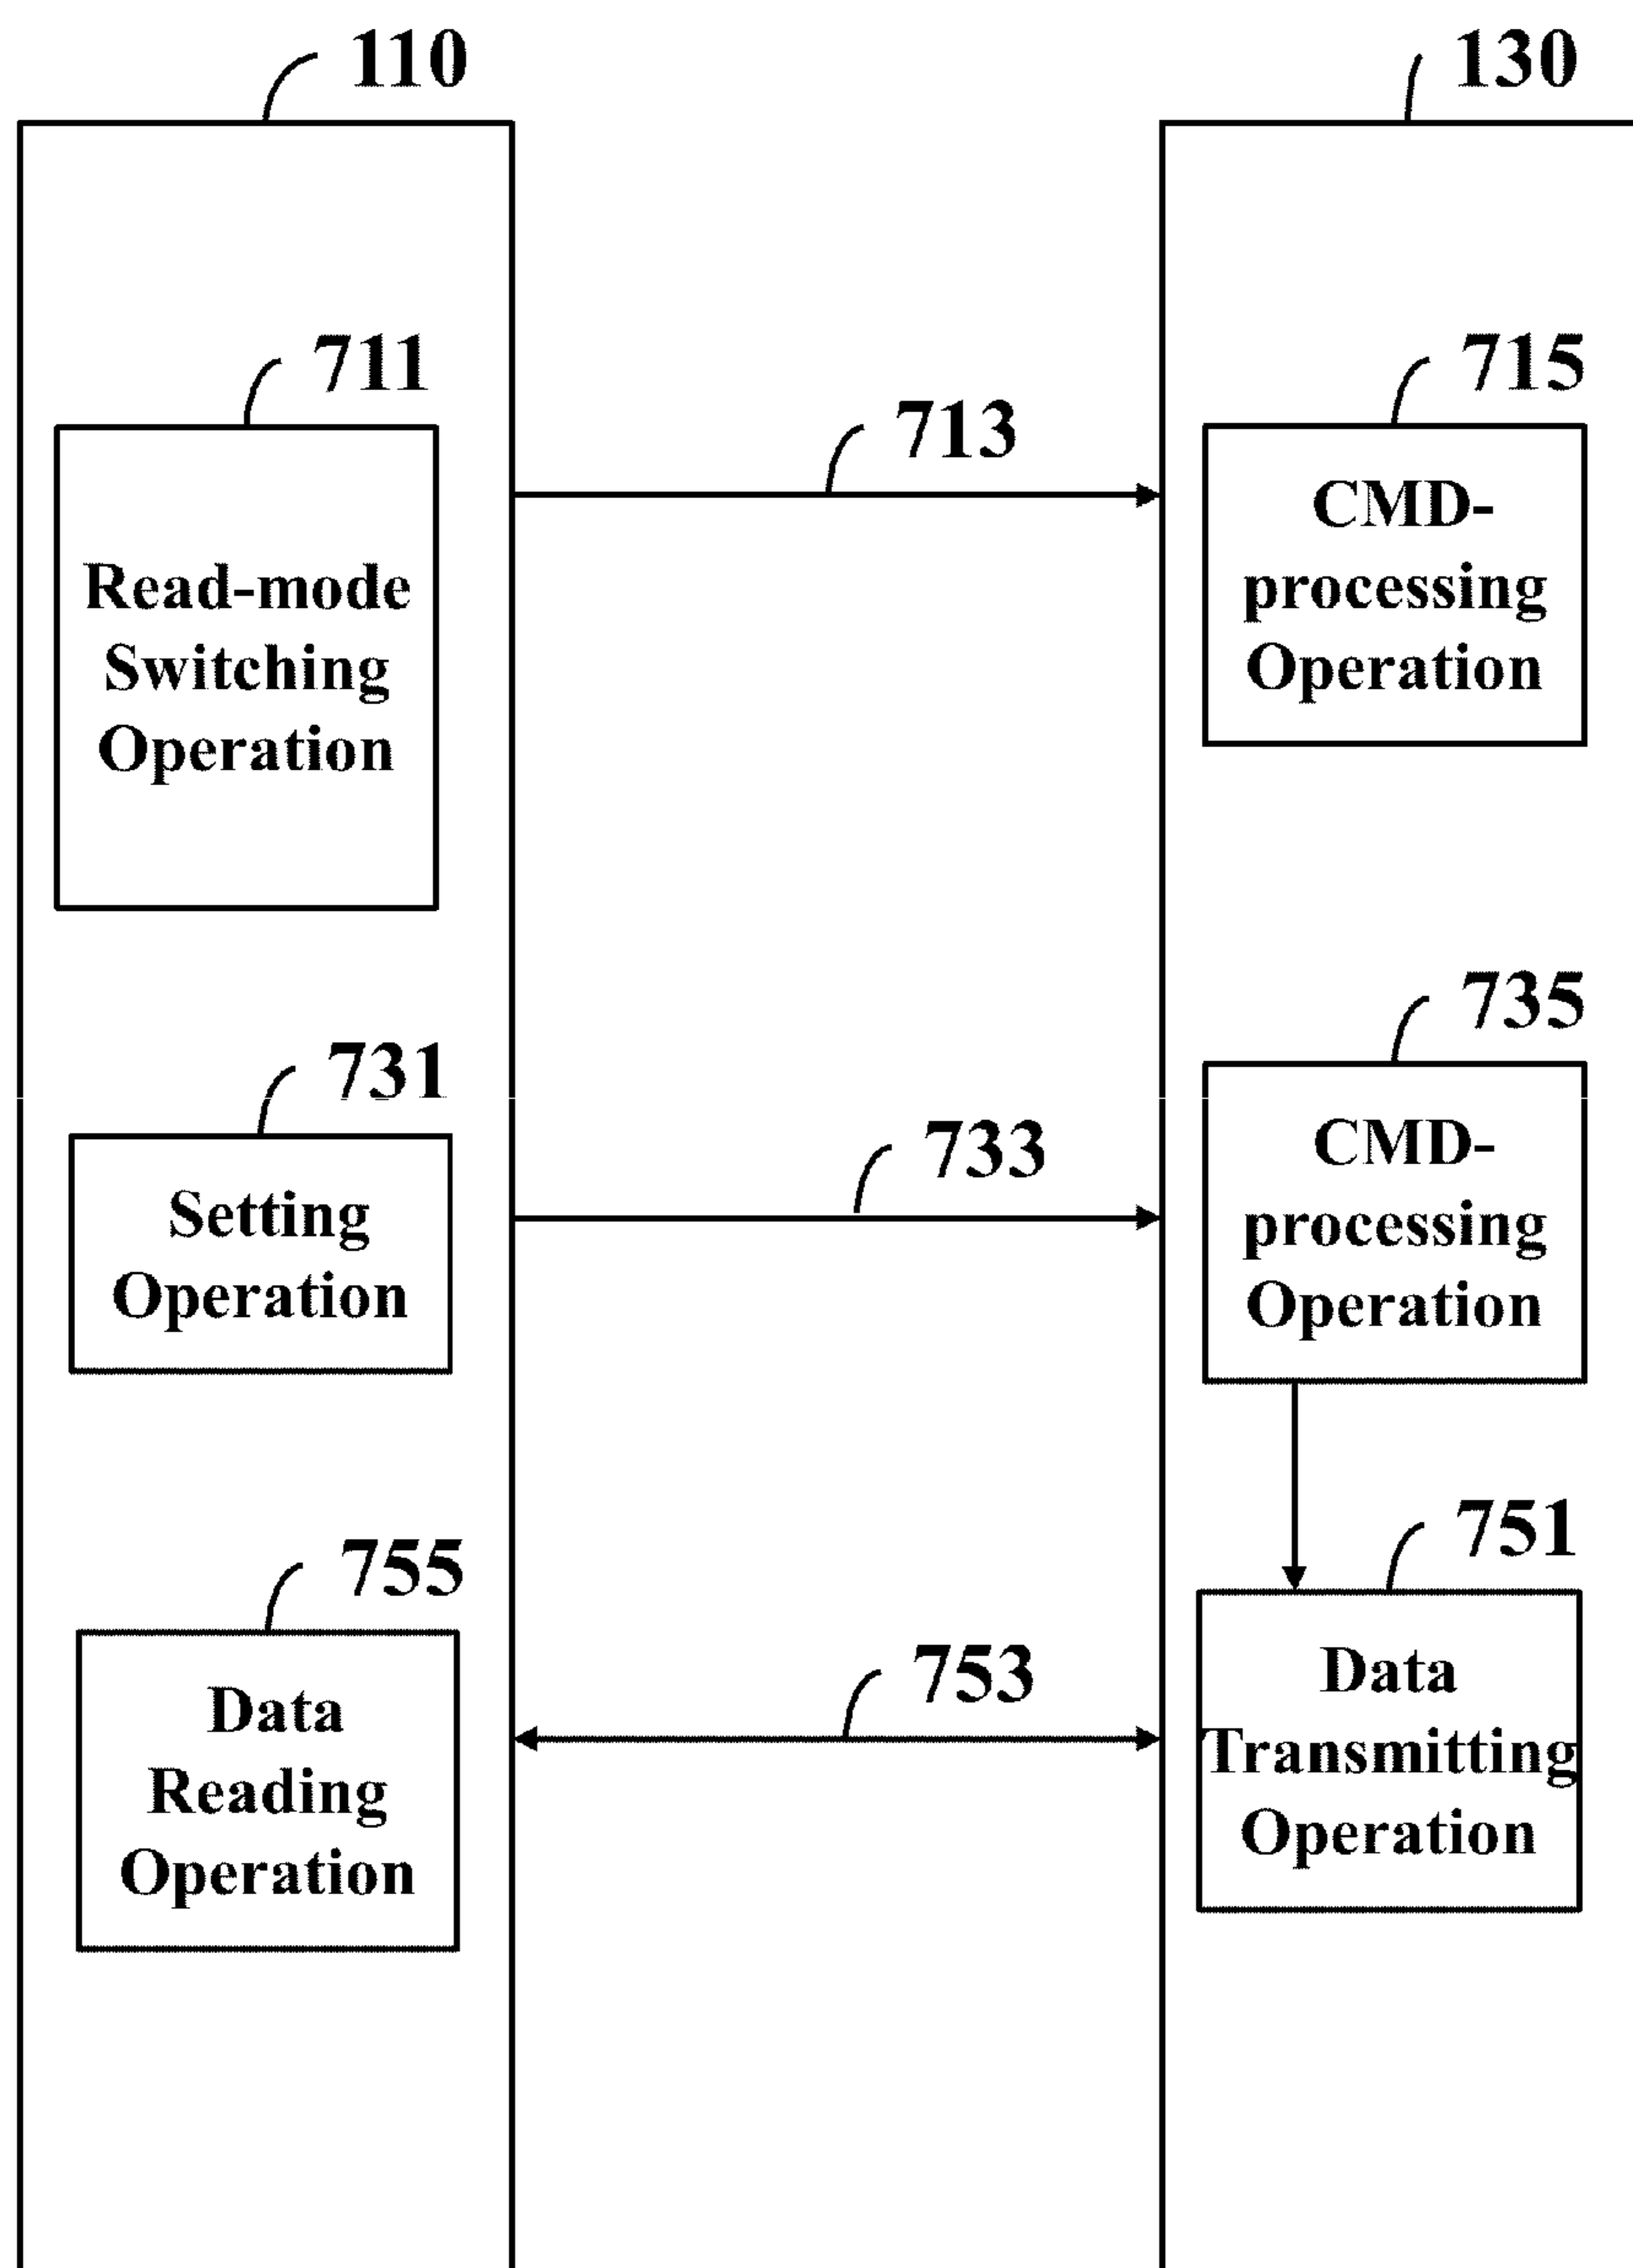 110
130
711
713
715
Read-mode
Switching
Operation
CMD-
processing
Operation
731
733
735
Setting
Operation
CMD-
processing
Operation
755
753
751
Data
Reading
Operation
Data
Transmitting
Operation